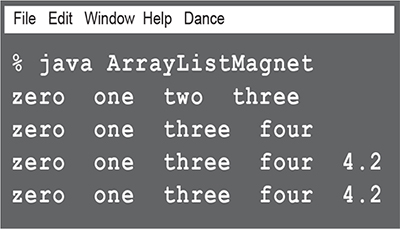 File Edit Window Help Dance
% java ArrayListMagnet
zero one two three
zero one three four
zero one three four 4.2
zero one three four 4.2